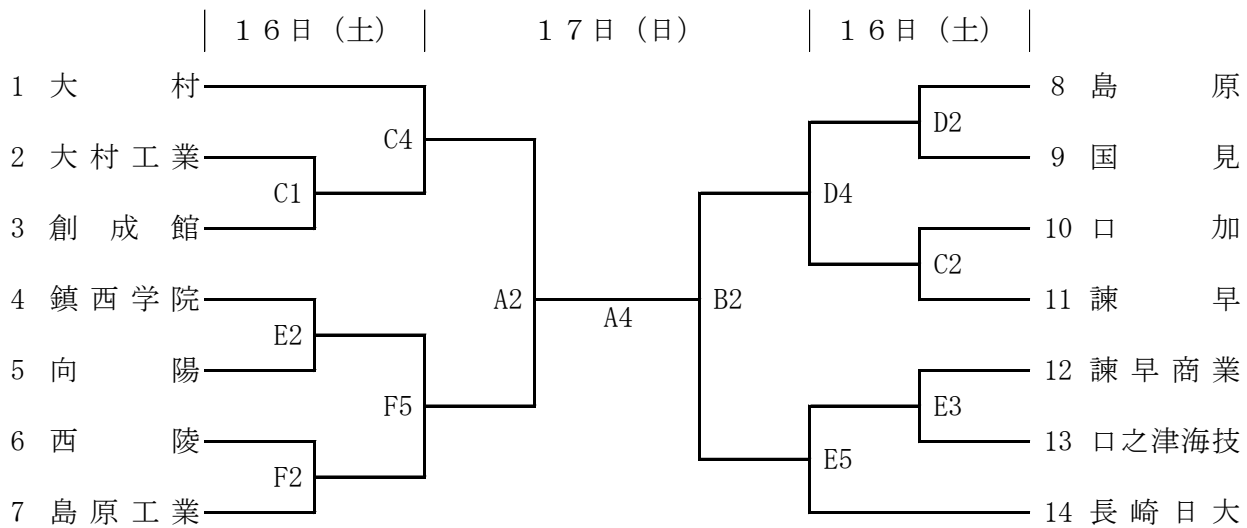 １６日（土） １７日（日） １６日（土）
1 大村
2 大村工業
3 創成館
4 鎮西学院
5 向陽
6 西陵
7 島原工業
C1
E2
F2
C4
F5
A2
A4
B2
D4
E5
D2
C2
E3
8 島原
9 国見
10 口加
11 諫早
12 諫早商業
13 口之津海技
14 長崎日大